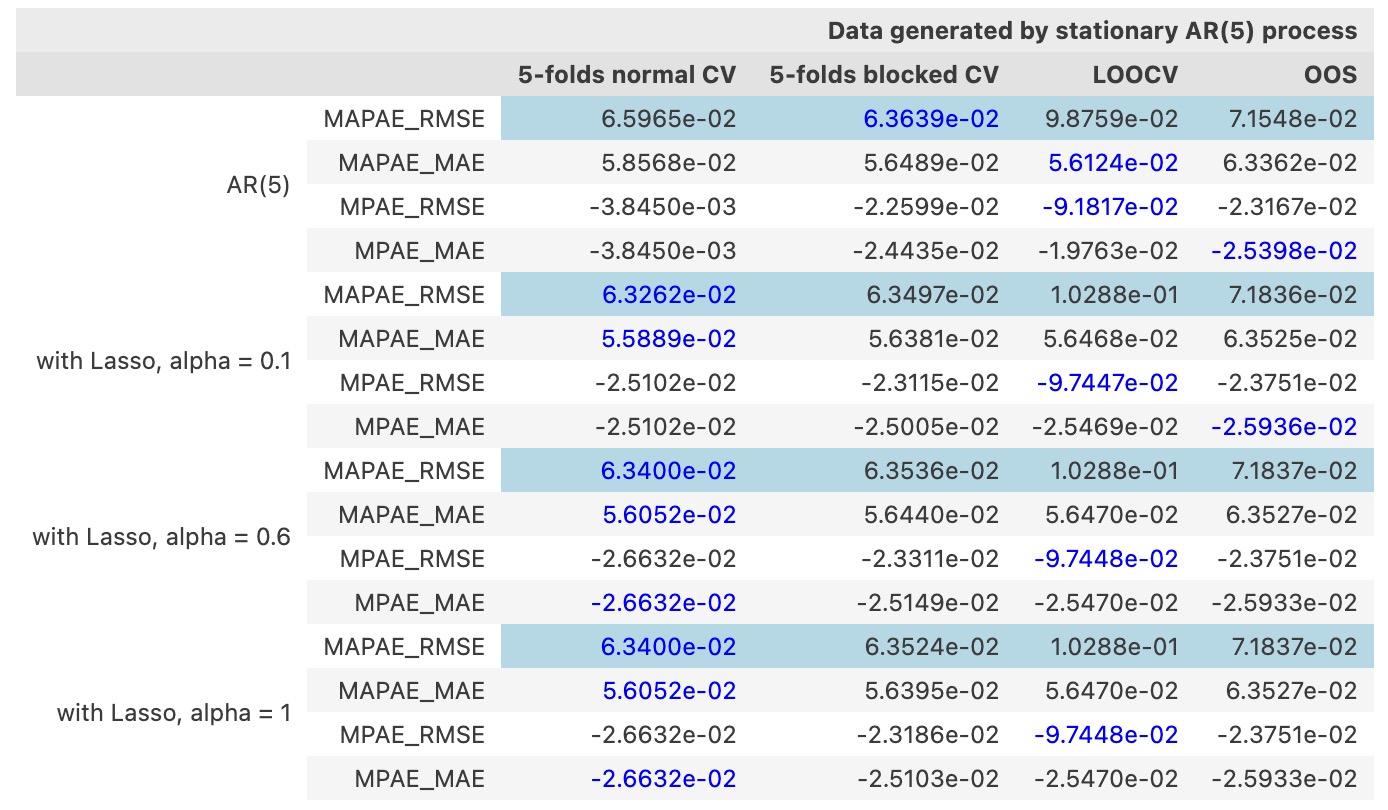 Data generated by stationary AR(5) process
5-folds normal CV 5-folds blocked CV LOOCV OOS
AR(5)
MAPAE_RMSE 6.5965e-02 6.3639e-02 9.8759e-02 7.1548e-02
MAPAE_MAE 5.8568e-02 5.6489e-02 5.6124e-02 6.3362e-02
MPAE_RMSE -3.8450e-03 -2.2599e-02 -9.1817e-02 -2.3167e-02
MPAE_MAE -3.8450e-03 -2.4435e-02 -1.9763e-02 -2.5398e-02
with Lasso, alpha = 0.1
MAPAE_RMSE 6.3262e-02 6.3497e-02 1.0288e-01 7.1836e-02
MAPAE_MAE 5.5889e-02 5.6381e-02 5.6468e-02 6.3525e-02
MPAE_RMSE -2.5102e-02 -2.3115e-02 -9.7447e-02 -2.3751e-02
MPAE_MAE -2.5102e-02 -2.5005e-02 -2.5469e-02 -2.5936e-02
with Lasso, alpha = 0.6
MAPAE_RMSE 6.3400e-02 6.3536e-02 1.0288e-01 7.1837e-02
MAPAE_MAE 5.6052e-02 5.6440e-02 5.6470e-02 6.3527e-02
MPAE_RMSE -2.6632e-02 -2.3311e-02 -9.7448e-02 -2.3751e-02
MPAE_MAE -2.6632e-02 -2.5149e-02 -2.5470e-02 -2.5933e-02
with Lasso, alpha = 1
MAPAE_RMSE 6.3400e-02 6.3524e-02 1.0288e-01 7.1837e-02
MAPAE_MAE 5.6052e-02 5.6395e-02 5.6470e-02 6.3527e-02
MPAE_RMSE -2.6632e-02 -2.3186e-02 -9.7448e-02 -2.3751e-02
MPAE_MAE -2.6632e-02 -2.5103e-02 -2.5470e-02 -2.5933e-02